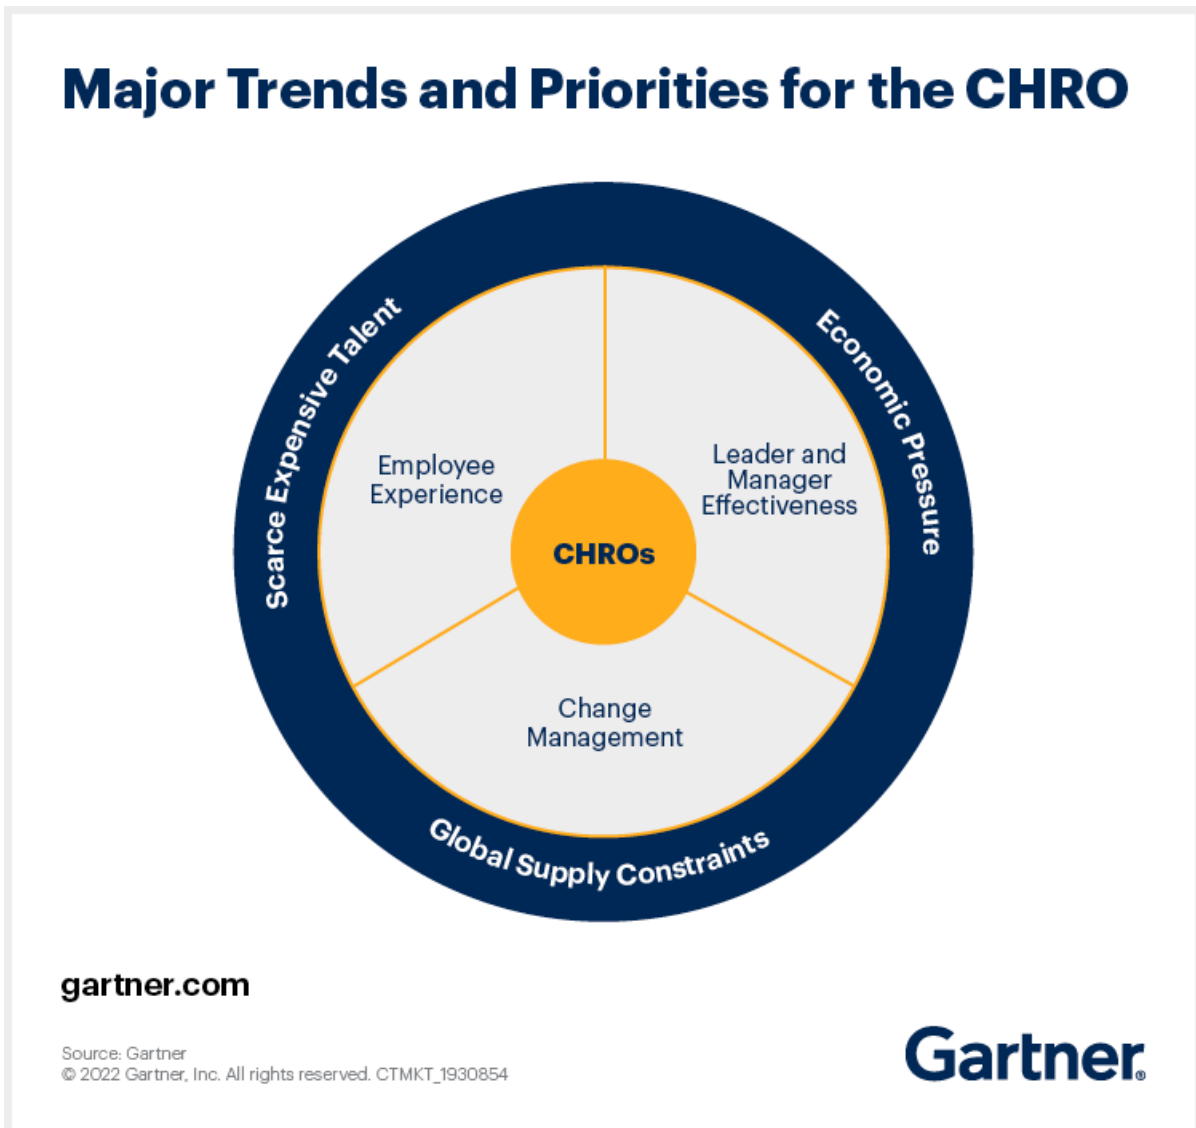 Major Trends and Priorities for the CHRO
Scarce Expensive Talent
Economic Pressure
Employee
Experience
Leader and
Manager
Effectiveness
CHROs
Change
Management
Global Supply Constraints
gartner.com
Source: Gartner
© 2022 Gartner, Inc. All rights reserved. CTMKT_1930854
Gartner®